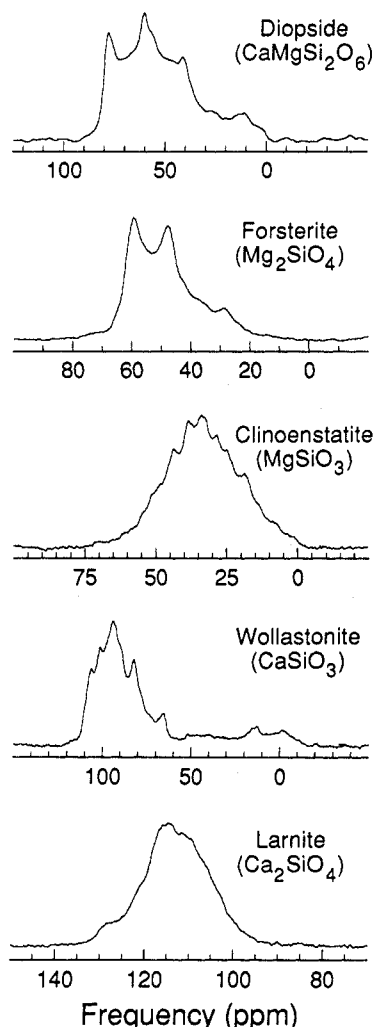 Diopside
(CaMgSi₂O₆)
100 50 0
Forsterite
(Mg₂SiO₄)
80 60 40 20 0
Clinoenstatite
(MgSiO₃)
75 50 25 0
Wollastonite
(CaSiO₃)
100 50 0
Larnite
(Ca₂SiO₄)
140 120 100 80
Frequency (ppm)